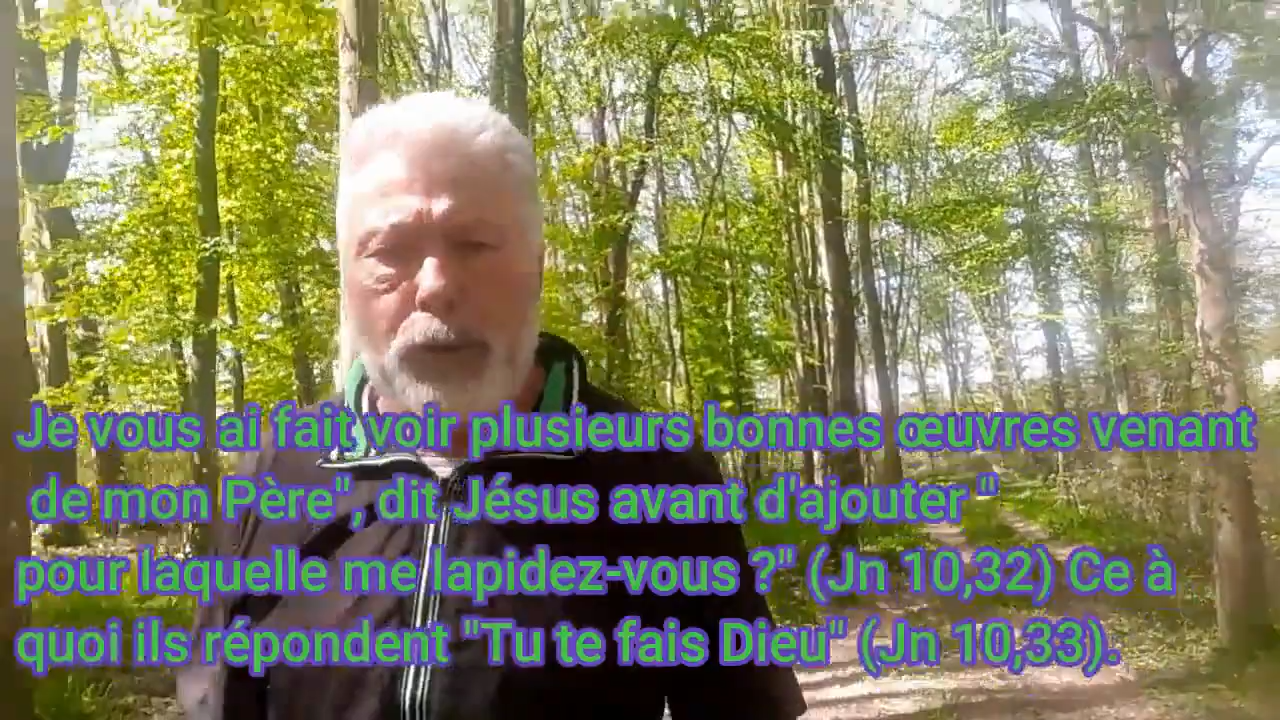 Je vous ai fait voir plusieurs bonnes œuvres venant
de mon Père", dit Jésus avant d'ajouter "
pour laquelle me lapidez-vous ?" (Jn 10,32) Ce à
quoi ils répondent "Tu te fais Dieu" (Jn 10,33).